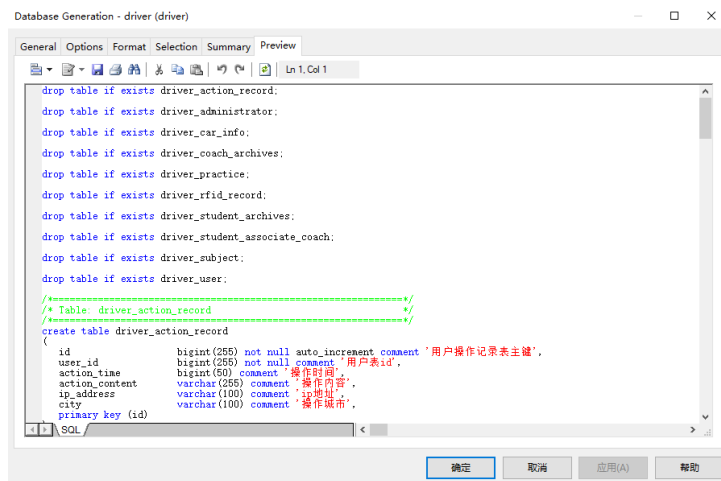 Database Generation - driver (driver)
General Options Format Selection Summary Preview
Ln 1, Col 1
drop table if exists driver_action_record;
drop table if exists driver_administrator;
drop table if exists driver_car_info;
drop table if exists driver_coach_archives;
drop table if exists driver_practice;
drop table if exists driver_rfid_record;
drop table if exists driver_student_archives;
drop table if exists driver_student_associate_coach;
drop table if exists driver_subject;
drop table if exists driver_user;
/*==============================================================*/
/* Table: driver_action_record */
/*==============================================================*/
create table driver_action_record
(
id bigint(255) not null auto_increment comment '用户操作记录表主键',
user_id bigint(255) not null comment '用户表id',
action_time bigint(50) comment '操作时间',
action_content varchar(255) comment '操作内容',
ip_address varchar(100) comment 'ip地址',
city varchar(100) comment '操作城市',
primary key (id)
SQL
确定 取消 应用(A) 帮助